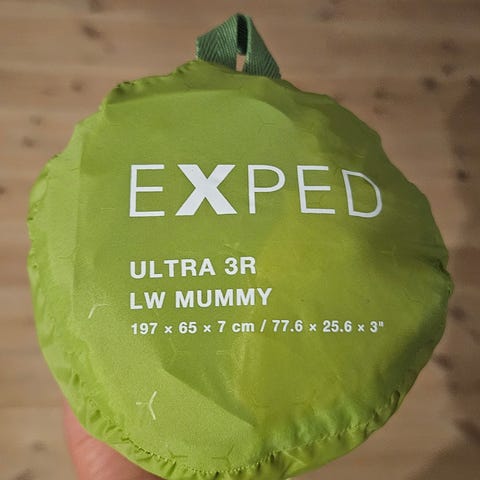 EXPED
ULTRA 3R
LW MUMMY
197 × 65 × 7 cm / 77.6 × 25.6 × 3"